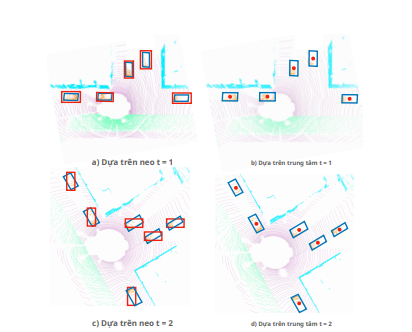 a) Dựa trên neo t = 1
b) Dựa trên trung tâm t = 1
c) Dựa trên neo t = 2
d) Dựa trên trung tâm t = 2